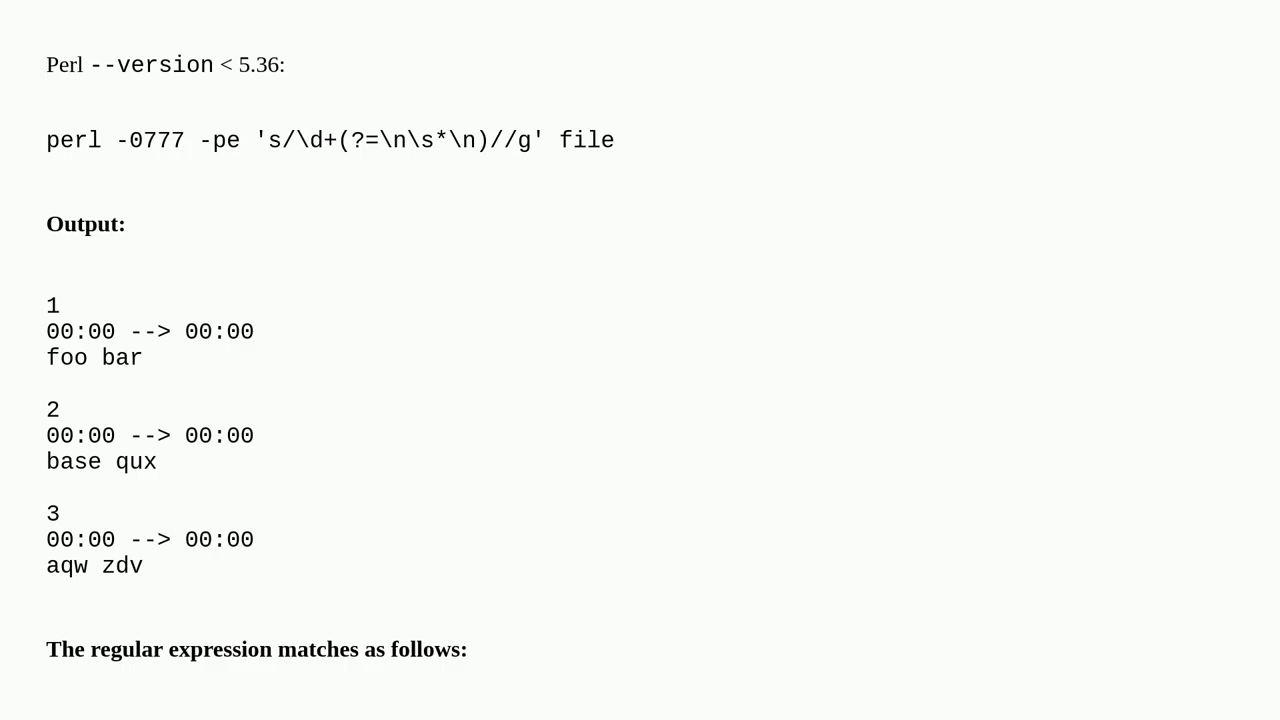 Perl --version < 5.36:
perl -0777 -pe 's/\d+(?=\n\s*\n)//g' file
Output:
1
00:00 --> 00:00
foo bar
2
00:00 --> 00:00
base qux
3
00:00 --> 00:00
aqw zdv
The regular expression matches as follows: